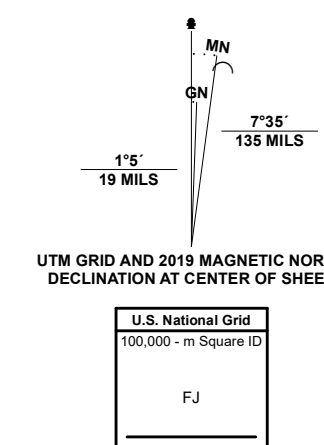 MN
GN
7°35´
135 MILS
1°5´
19 MILS
UTM GRID AND 2019 MAGNETIC NOR
DECLINATION AT CENTER OF SHEE
U.S. National Grid
100,000 - m Square ID
FJ